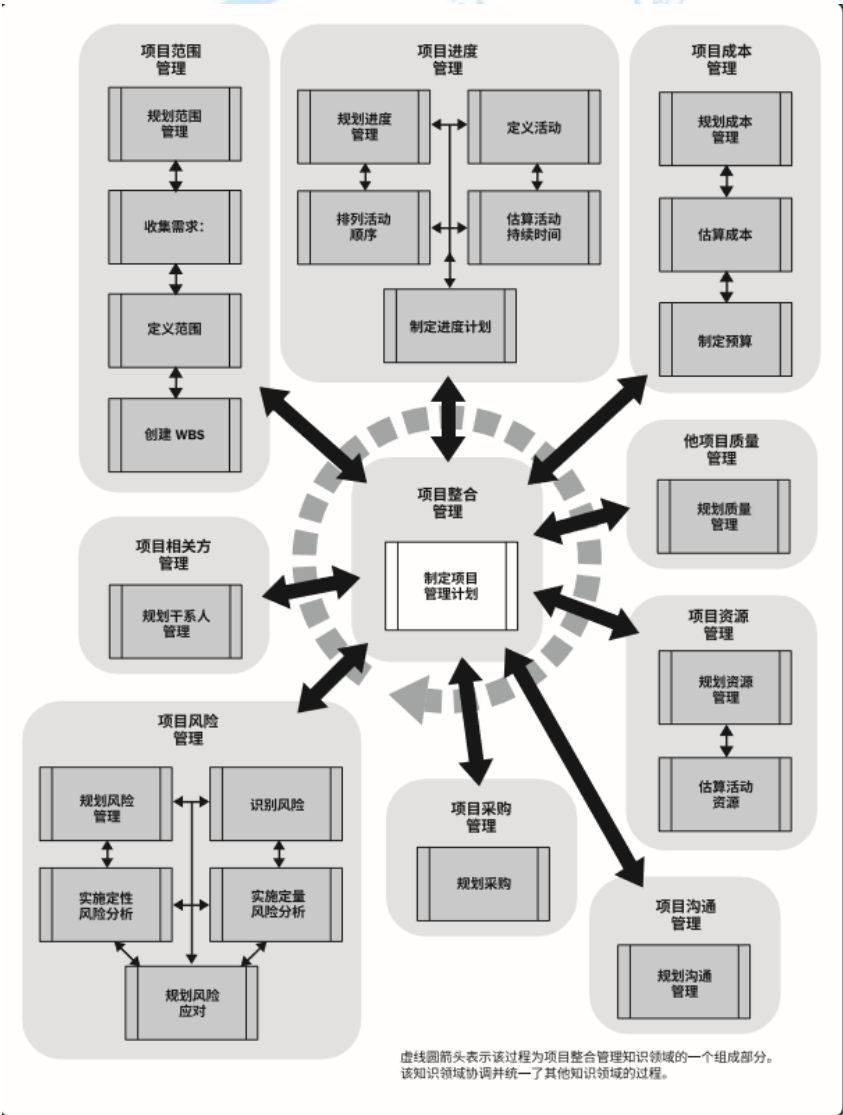 项目范围
管理
规划范围
管理
收集需求：
定义范围
创建 WBS
项目进度
管理
规划进度
管理
定义活动
排列活动
顺序
估算活动
持续时间
制定进度计划
项目成本
管理
规划成本
管理
估算成本
制定预算
项目整合
管理
制定项目
管理计划
他项目质量
管理
规划质量
管理
项目相关方
管理
规划干系人
管理
项目资源
管理
规划资源
管理
估算活动
资源
项目风险
管理
规划风险
管理
识别风险
实施定性
风险分析
实施定量
风险分析
规划风险
应对
项目采购
管理
规划采购
项目沟通
管理
规划沟通
管理
虚线圆箭头表示该过程为项目整合管理知识领域的一个组成部分。
该知识领域协调并统一了其他知识领域的过程。